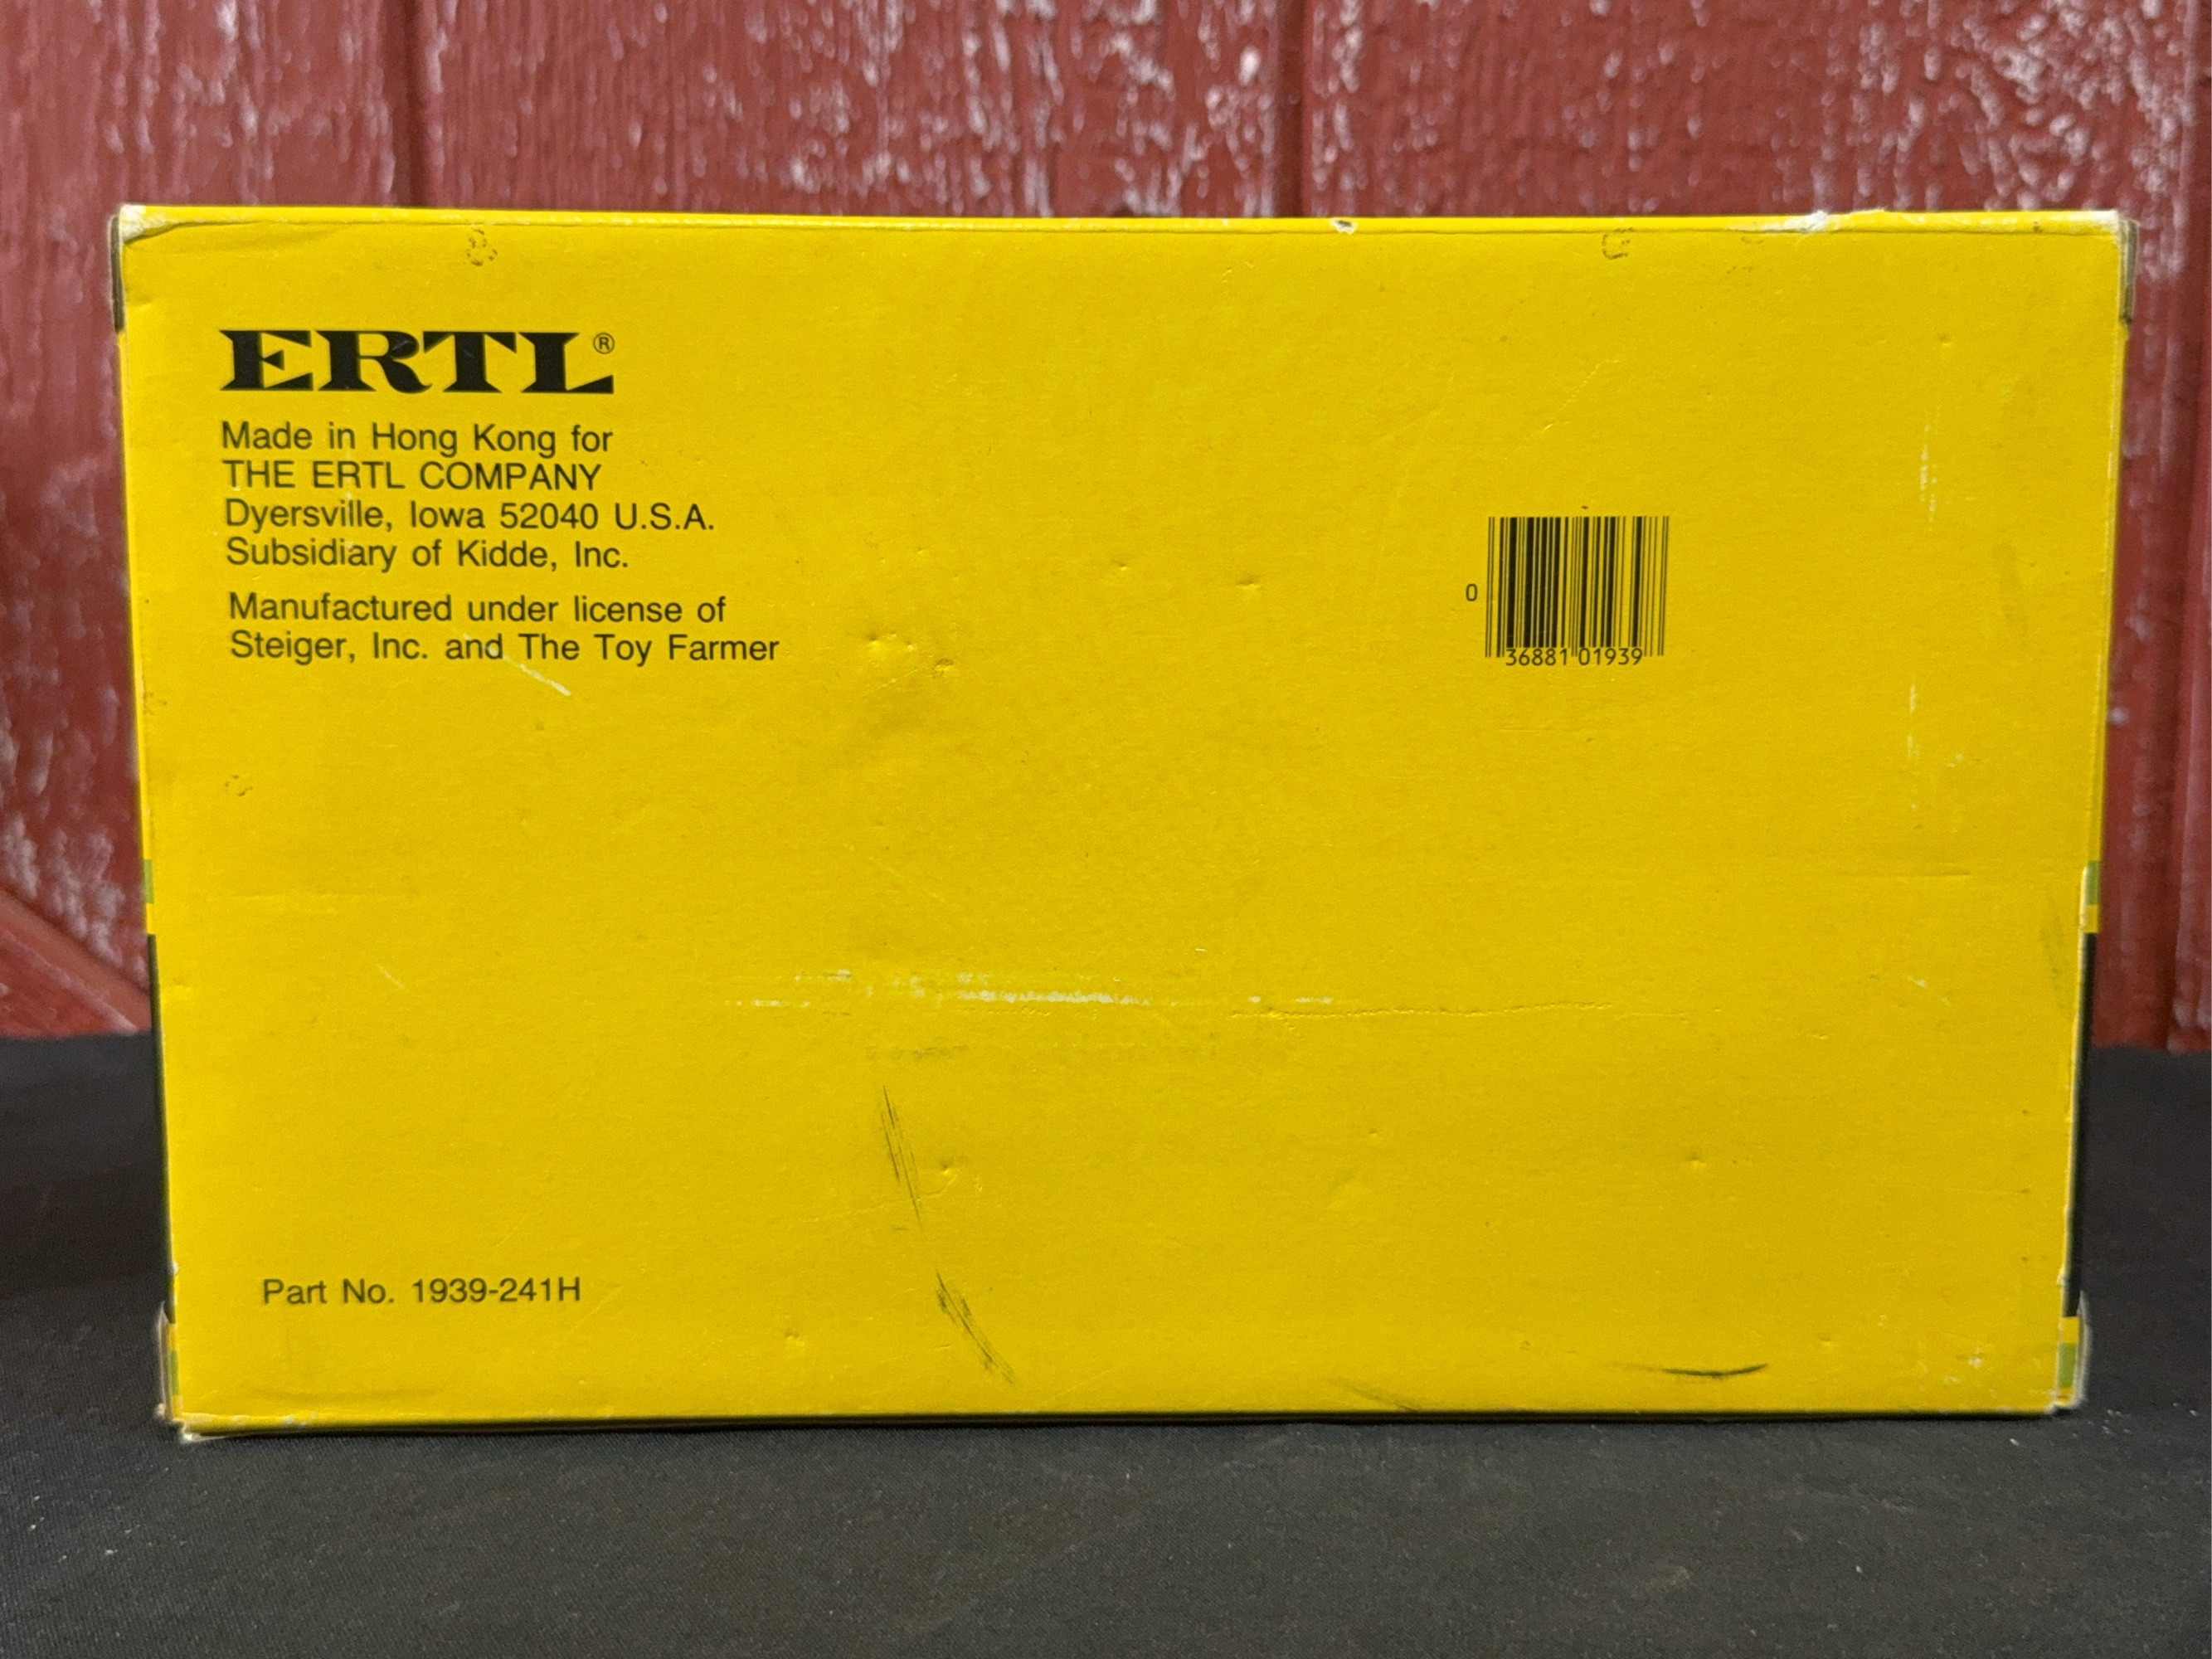 ERTL®
Made in Hong Kong for
THE ERTL COMPANY
Dyersville, Iowa 52040 U.S.A.
Subsidiary of Kidde, Inc.
Manufactured under license of
Steiger, Inc. and The Toy Farmer
0
36881 01939
Part No. 1939-241H